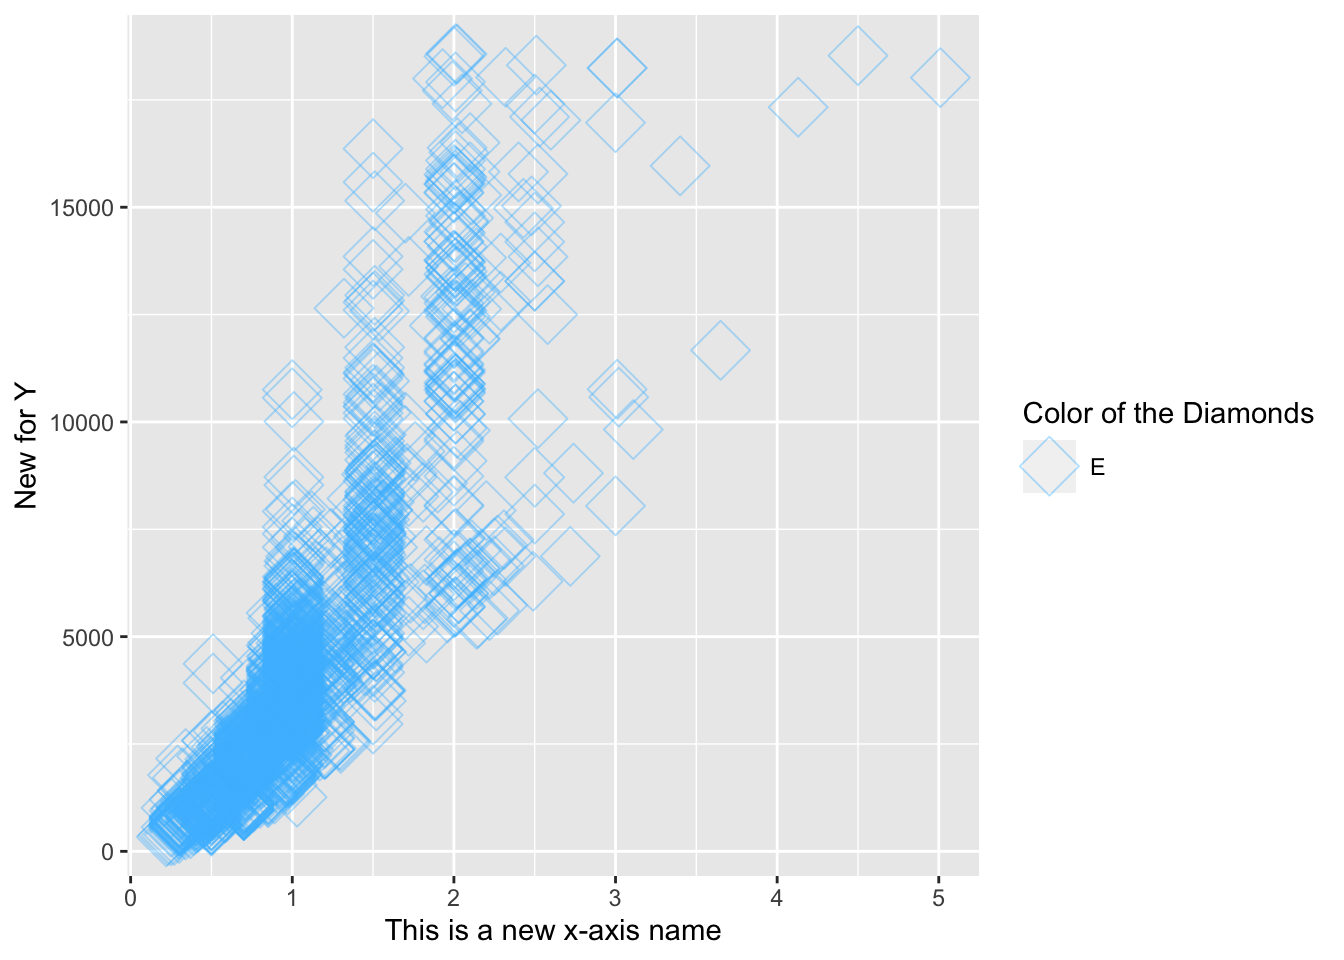 15000
10000
5000
0
New for Y
0 1 2 3 4 5
This is a new x-axis name
Color of the Diamonds
E